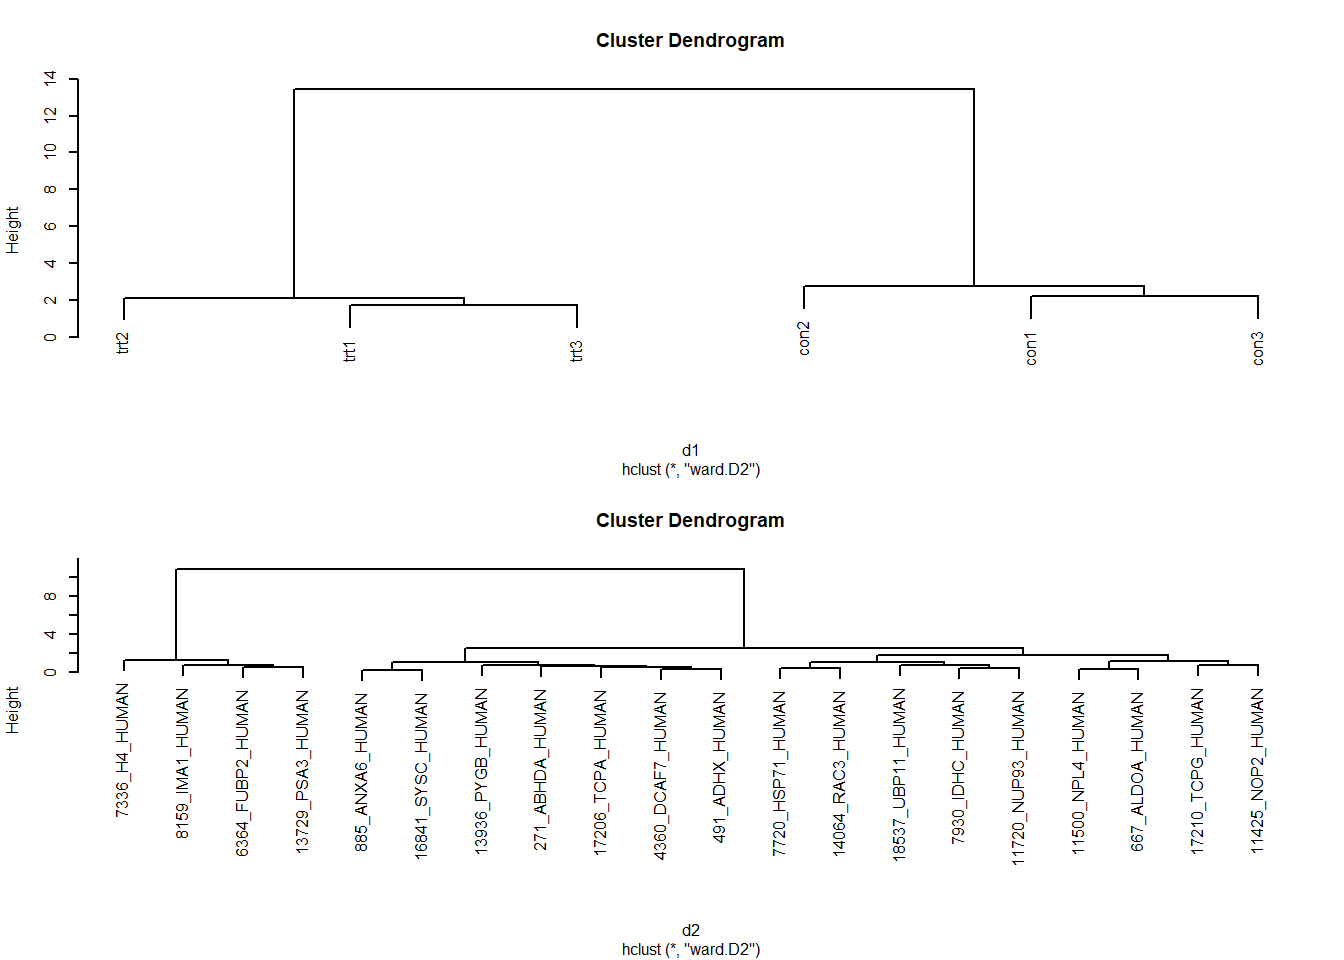 Cluster Dendrogram
Height
0 2 4 6 8 10 12 14
trt2 trt1 trt3 con2 con1 con3
d1
hclust (*, "ward.D2")
Cluster Dendrogram
Height
0 4 8
7336_H4_HUMAN
8159_IMA1_HUMAN
6364_FUBP2_HUMAN
13729_PSA3_HUMAN
885_ANXA6_HUMAN
16841_SYSC_HUMAN
13936_PYGB_HUMAN
271_ABHDA_HUMAN
17206_TCPA_HUMAN
4360_DCAF7_HUMAN
491_ADHX_HUMAN
7720_HSP71_HUMAN
14064_RAC3_HUMAN
18537_UBP11_HUMAN
7930_IDHC_HUMAN
11720_NUP93_HUMAN
11500_NPL4_HUMAN
667_ALDOA_HUMAN
17210_TCPG_HUMAN
11425_NOP2_HUMAN
d2
hclust (*, "ward.D2")